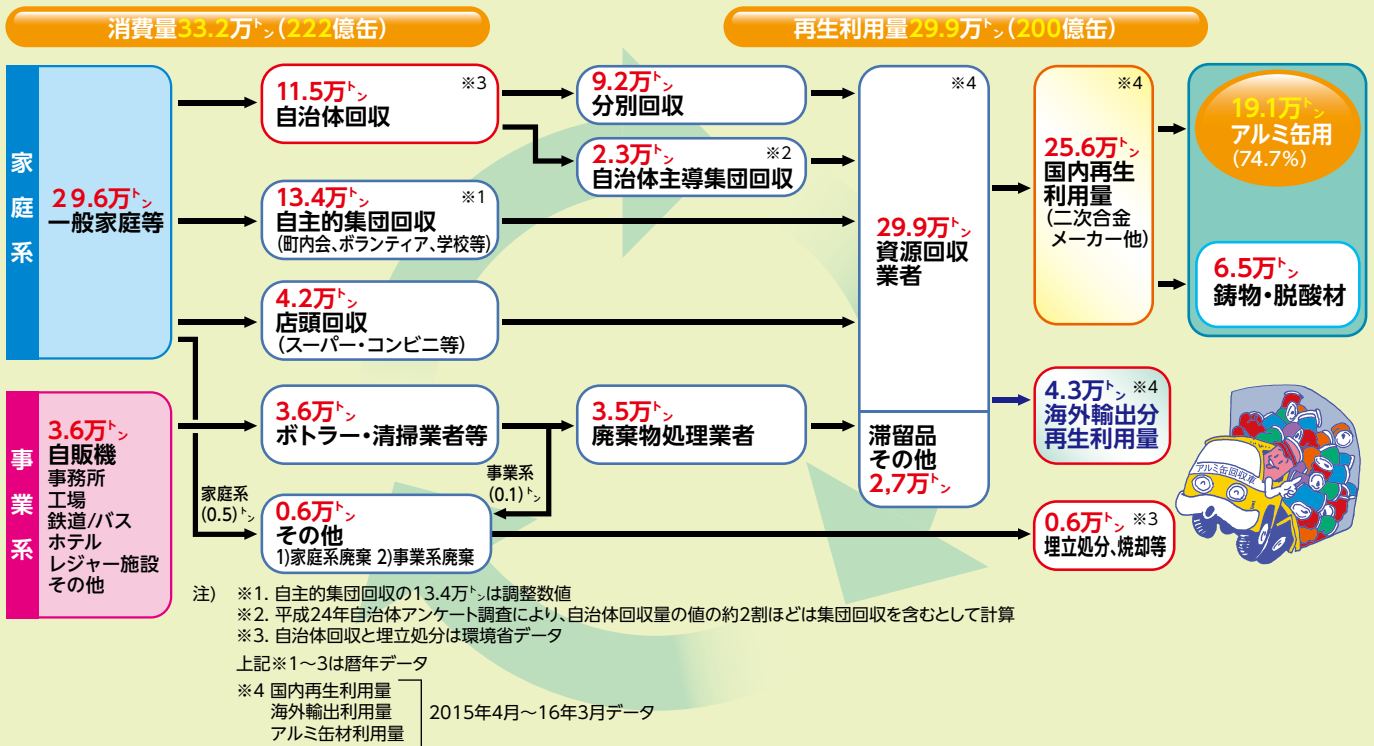 消費量33.2万トン(222億缶)
再生利用量29.9万トン(200億缶)
家庭系
29.6万トン
一般家庭等
事業系
3.6万トン
自販機
事務所
工場
鉄道/バス
ホテル
レジャー施設
その他
11.5万トン ※3
自治体回収
13.4万トン ※1
自主的集団回収
(町内会、ボランティア、学校等)
4.2万トン
店頭回収
(スーパー・コンビニ等)
3.6万トン
ボトラー・清掃業者等
家庭系
(0.5)トン
事業系
(0.1)トン
0.6万トン
その他
1)家庭系廃棄 2)事業系廃棄
9.2万トン
分別回収
2.3万トン ※2
自治体主導集団回収
3.5万トン
廃棄物処理業者
※4
29.9万トン
資源回収
業者
滞留品
その他
2,7万トン
※4
25.6万トン
国内再生
利用量
(二次合金
メーカー他)
4.3万トン ※4
海外輸出分
再生利用量
0.6万トン ※3
埋立処分、焼却等
19.1万トン
アルミ缶用
(74.7%)
6.5万トン
鋳物・脱酸材
アルミ缶回収車
注) ※1. 自主的集団回収の13.4万トンは調整数値
※2. 平成24年自治体アンケート調査により、自治体回収量の値の約2割ほどは集団回収を含むとして計算
※3. 自治体回収と埋立処分は環境省データ
上記※1〜3は暦年データ
※4 国内再生利用量
海外輸出利用量
アルミ缶材利用量
2015年4月〜16年3月データ